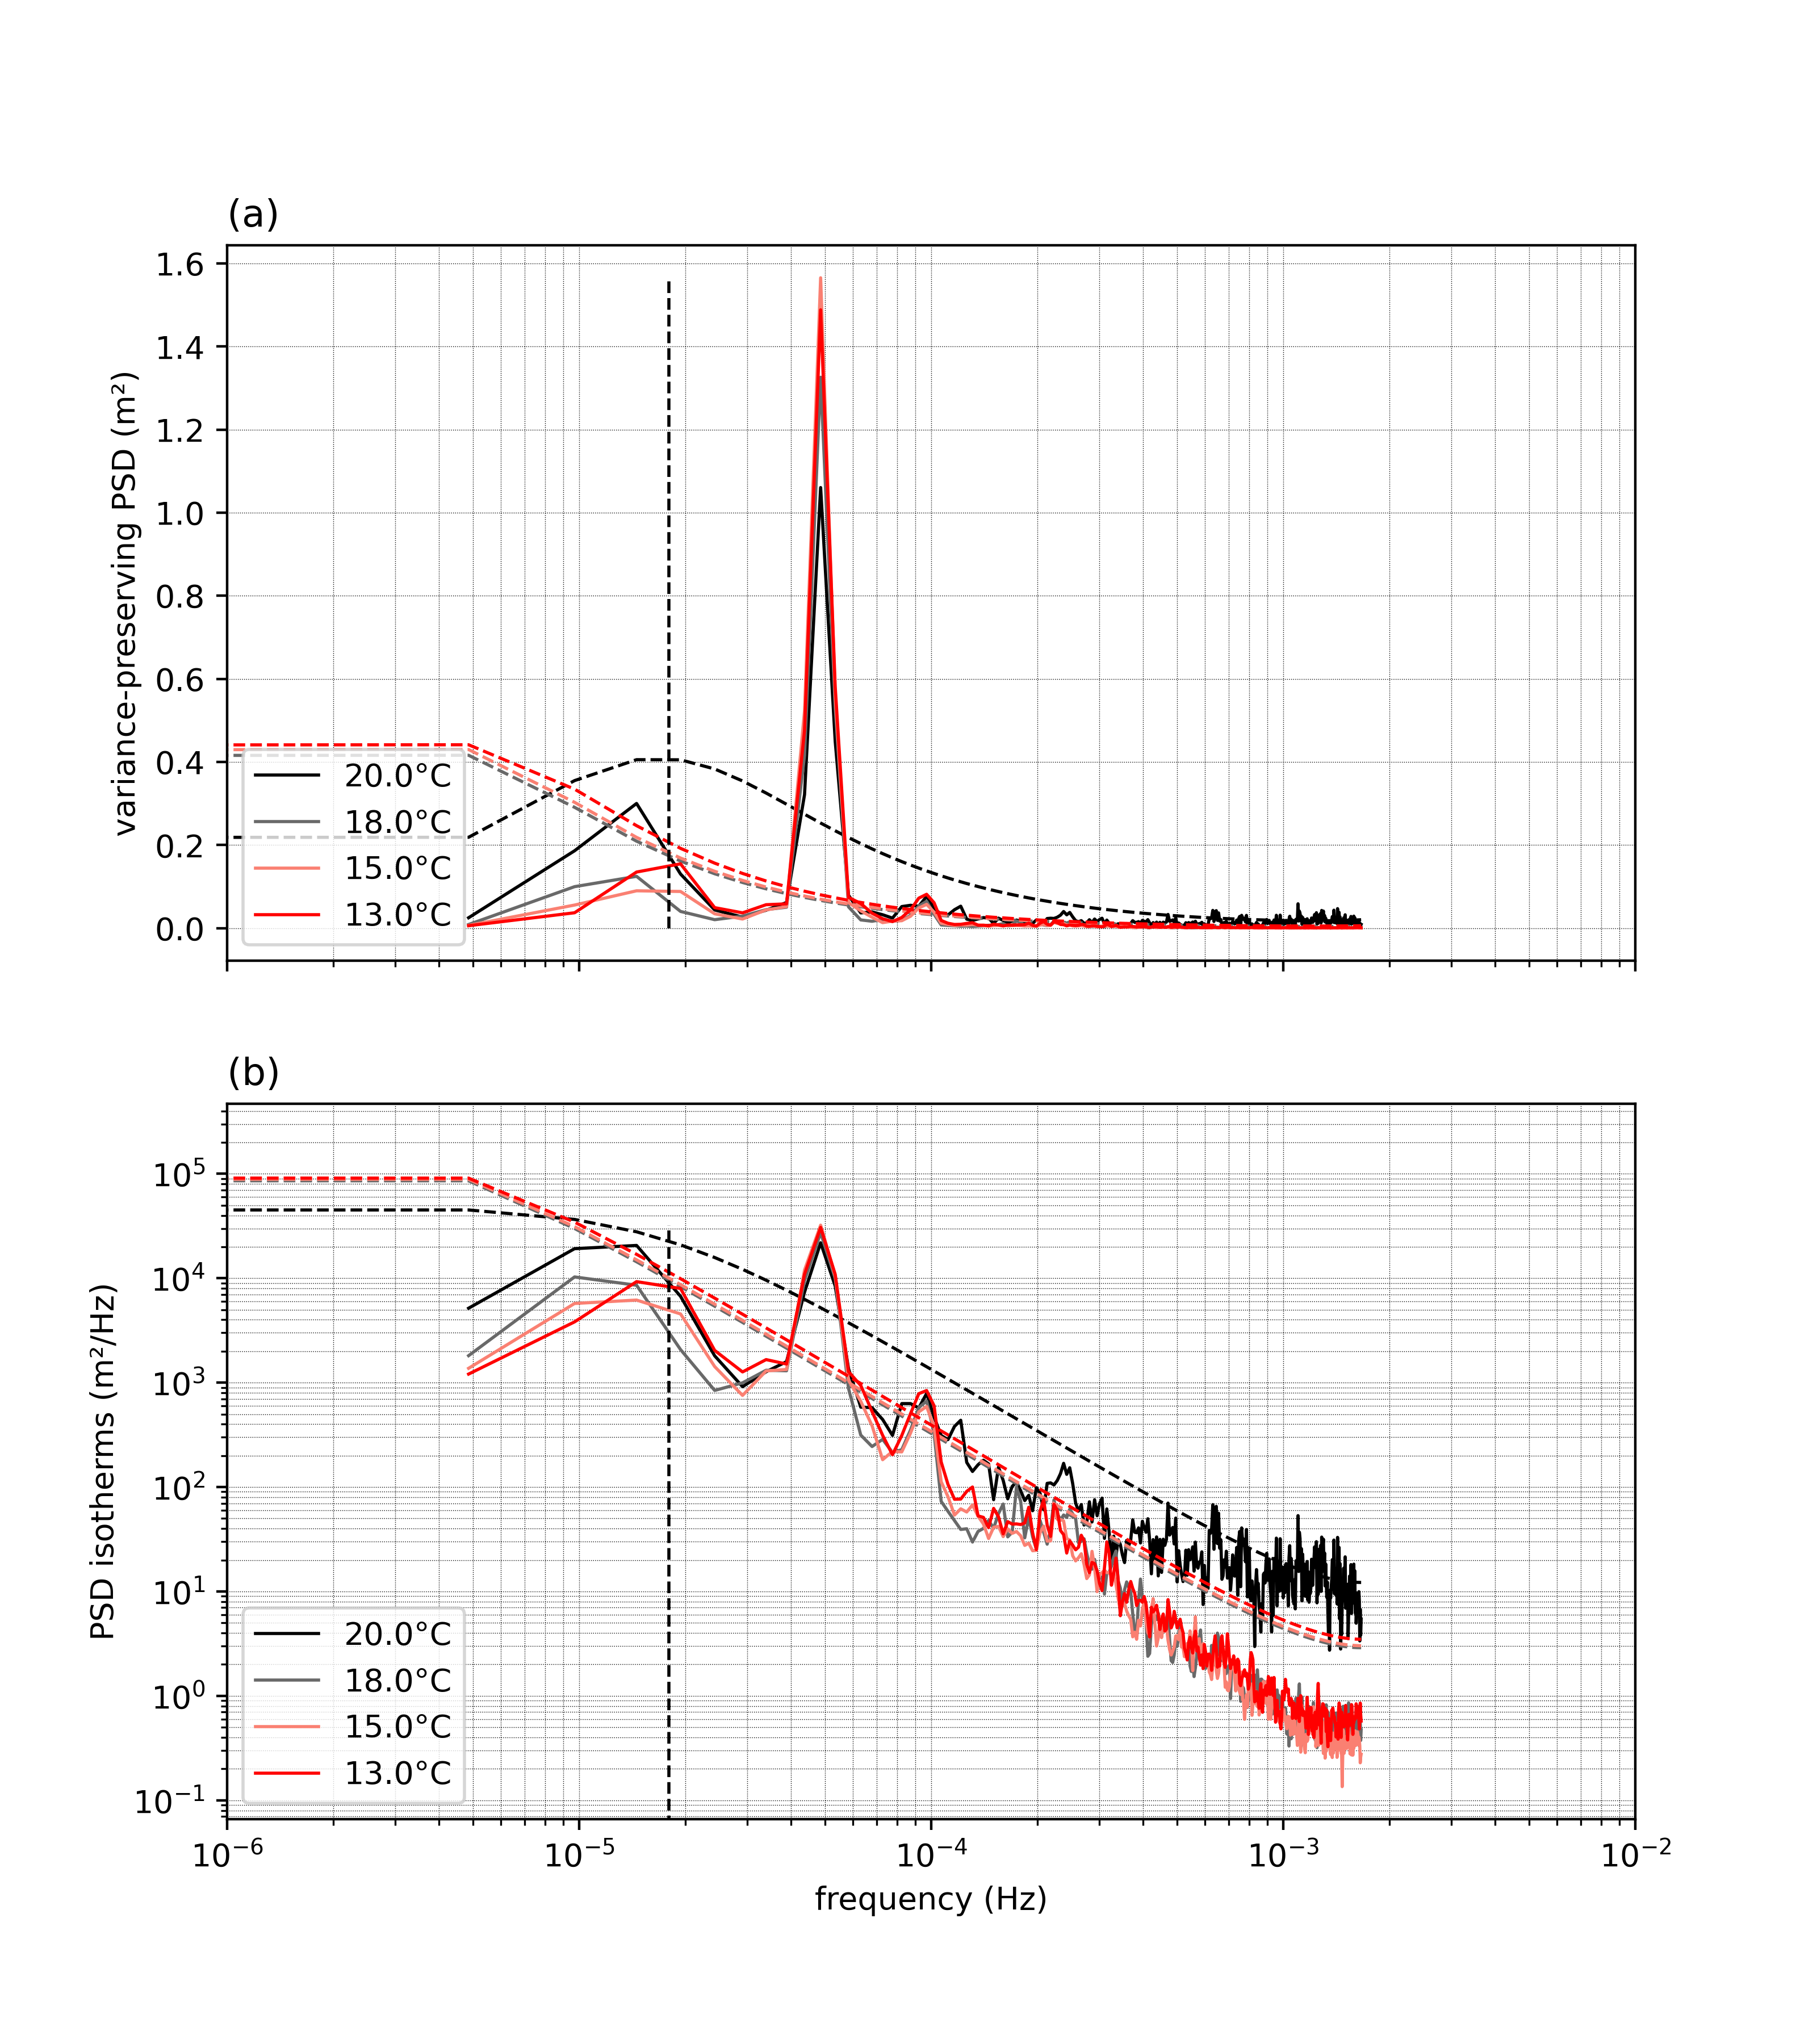 (a)
variance-preserving PSD (m²)
1.6
1.4
1.2
1.0
0.8
0.6
0.4
0.2
0.0
20.0°C
18.0°C
15.0°C
13.0°C
(b)
PSD isotherms (m²/Hz)
10⁵
10⁴
10³
10²
10¹
10⁰
10⁻¹
20.0°C
18.0°C
15.0°C
13.0°C
10⁻⁶ 10⁻⁵ 10⁻⁴ 10⁻³ 10⁻²
frequency (Hz)